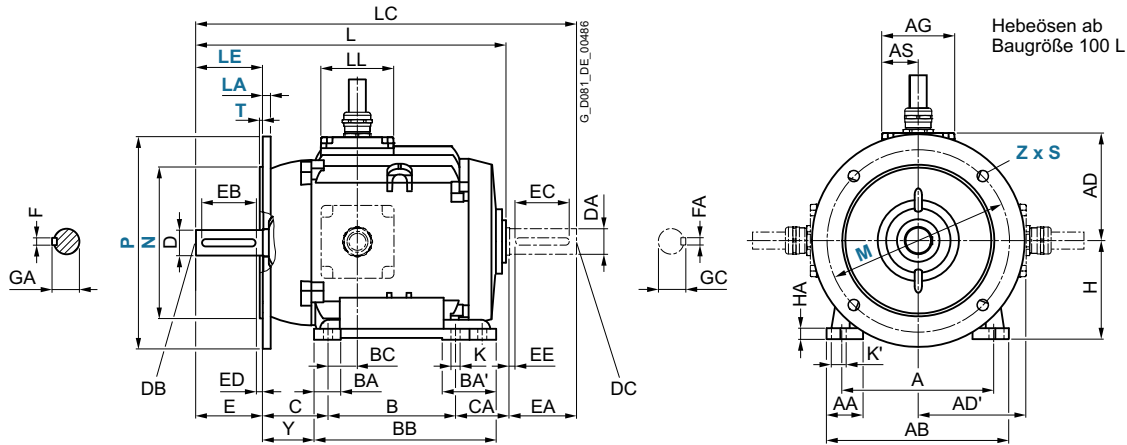 LC
L
LE
LL
LA
T
G_D081_DE_00486
AG
AS
Hebeösen ab
Baugröße 100 L
Z x S
EB
EC
DA
F
D
N
P
GA
FA
GC
M
AD
H
HA
K'
BC
K
EE
BA
BA'
DB
ED
DC
E
C
B
CA
EA
Y
BB
A
AA
AD'
AB